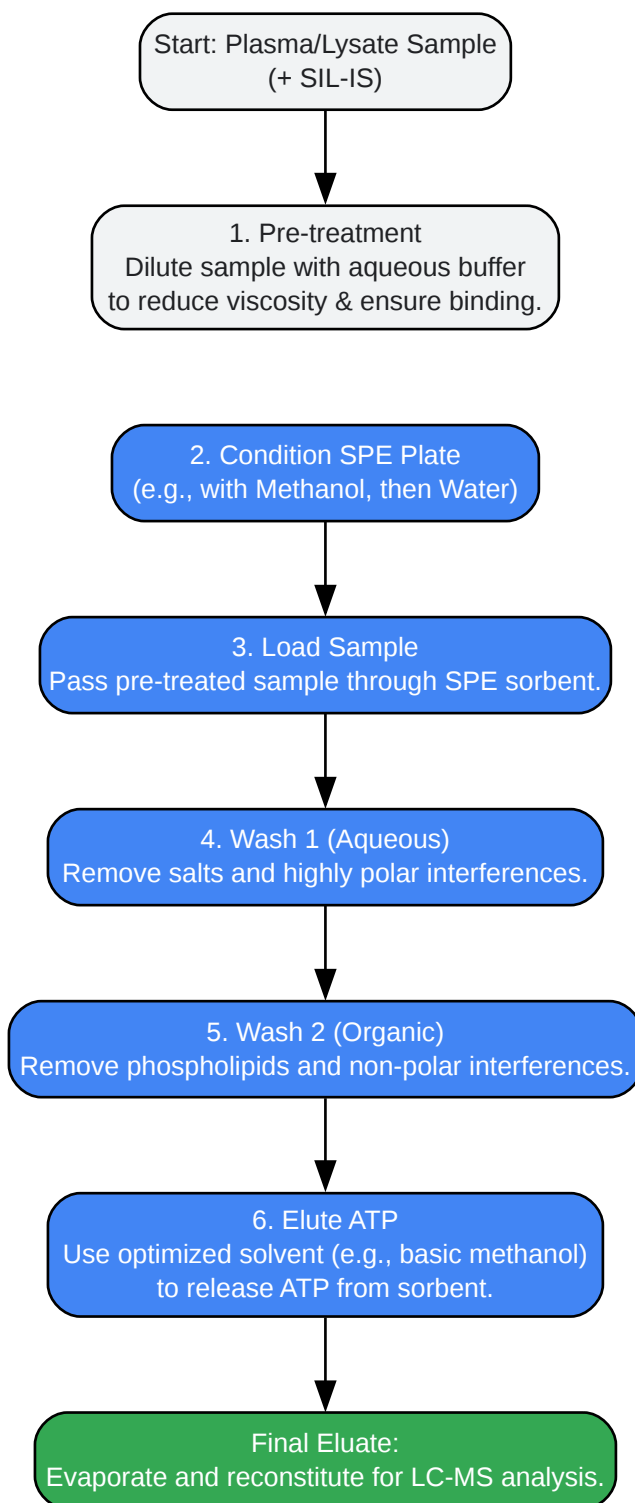 Start: Plasma/Lysate Sample
(+ SIL-IS)
1. Pre-treatment
Dilute sample with aqueous buffer
to reduce viscosity & ensure binding.
2. Condition SPE Plate
(e.g., with Methanol, then Water)
3. Load Sample
Pass pre-treated sample through SPE sorbent.
4. Wash 1 (Aqueous)
Remove salts and highly polar interferences.
5. Wash 2 (Organic)
Remove phospholipids and non-polar interferences.
6. Elute ATP
Use optimized solvent (e.g., basic methanol)
to release ATP from sorbent.
Final Eluate:
Evaporate and reconstitute for LC-MS analysis.